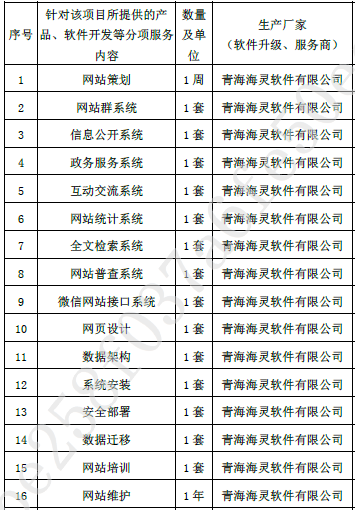 序号 针对该项目所提供的产品、软件开发等分项服务内容 数量及单位 生产厂家（软件升级、服务商）
1 网站策划 1 周 青海海灵软件有限公司
2 网站群系统 1 套 青海海灵软件有限公司
3 信息公开系统 1 套 青海海灵软件有限公司
4 政务服务系统 1 套 青海海灵软件有限公司
5 互动交流系统 1 套 青海海灵软件有限公司
6 网站统计系统 1 套 青海海灵软件有限公司
7 全文检索系统 1 套 青海海灵软件有限公司
8 网站普查系统 1 套 青海海灵软件有限公司
9 微信网站接口系统 1 套 青海海灵软件有限公司
10 网页设计 1 套 青海海灵软件有限公司
11 数据架构 1 套 青海海灵软件有限公司
12 系统安装 1 套 青海海灵软件有限公司
13 安全部署 1 套 青海海灵软件有限公司
14 数据迁移 1 套 青海海灵软件有限公司
15 网站培训 1 套 青海海灵软件有限公司
16 网站维护 1 年 青海海灵软件有限公司